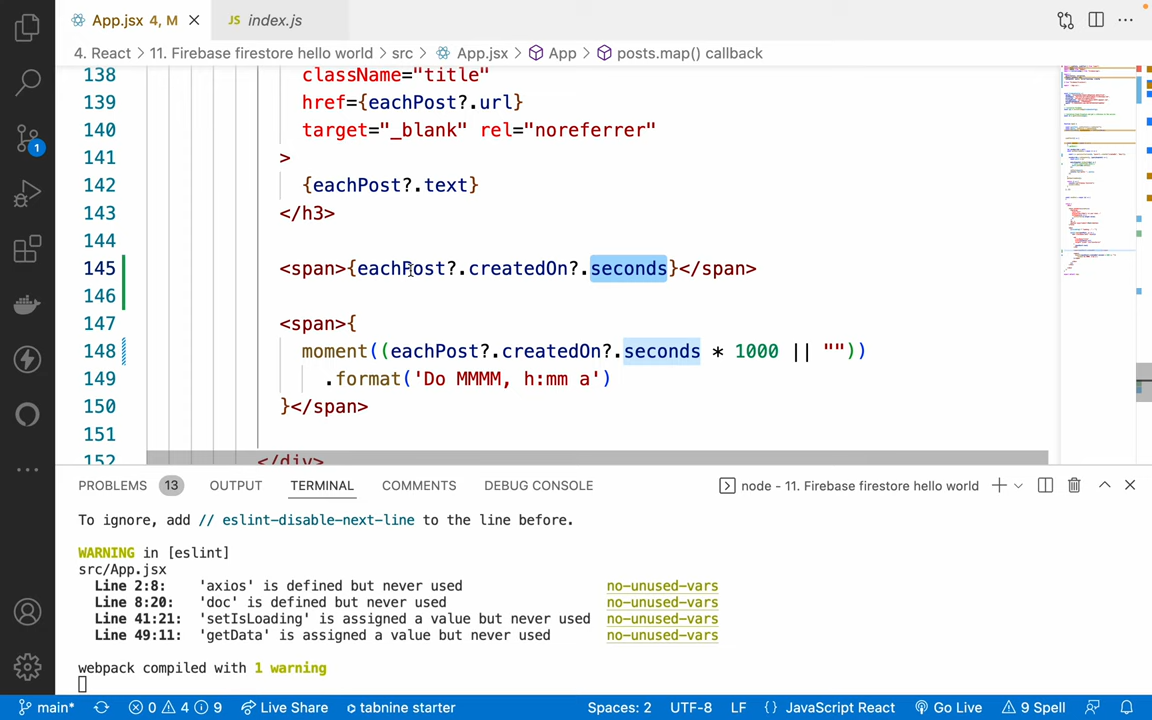 App.jsx 4, M
JS index.js
4. React > 11. Firebase firestore hello world > src > App.jsx > App > posts.map() callback
138 className="title"
139 href={eachPost?.url}
140 target="_blank" rel="noreferrer"
141 >
142 {eachPost?.text}
143 </h3>
144
145 <span>{eachPost?.createdOn?.seconds}</span>
146
147 <span>{
148 moment((eachPost?.createdOn?.seconds * 1000 || ""))
149 .format('Do MMMM, h:mm a')
150 }</span>
151
152 </div>
1
PROBLEMS 13 OUTPUT TERMINAL COMMENTS DEBUG CONSOLE node - 11. Firebase firestore hello world
To ignore, add // eslint-disable-next-line to the line before.
WARNING in [eslint]
src/App.jsx
Line 2:8: 'axios' is defined but never used no-unused-vars
Line 8:20: 'doc' is defined but never used no-unused-vars
Line 41:21: 'setIsLoading' is assigned a value but never used no-unused-vars
Line 49:11: 'getData' is assigned a value but never used no-unused-vars
webpack compiled with 1 warning
main* 0 4 9 Live Share tabnine starter Spaces: 2 UTF-8 LF {} JavaScript React Go Live 9 Spell